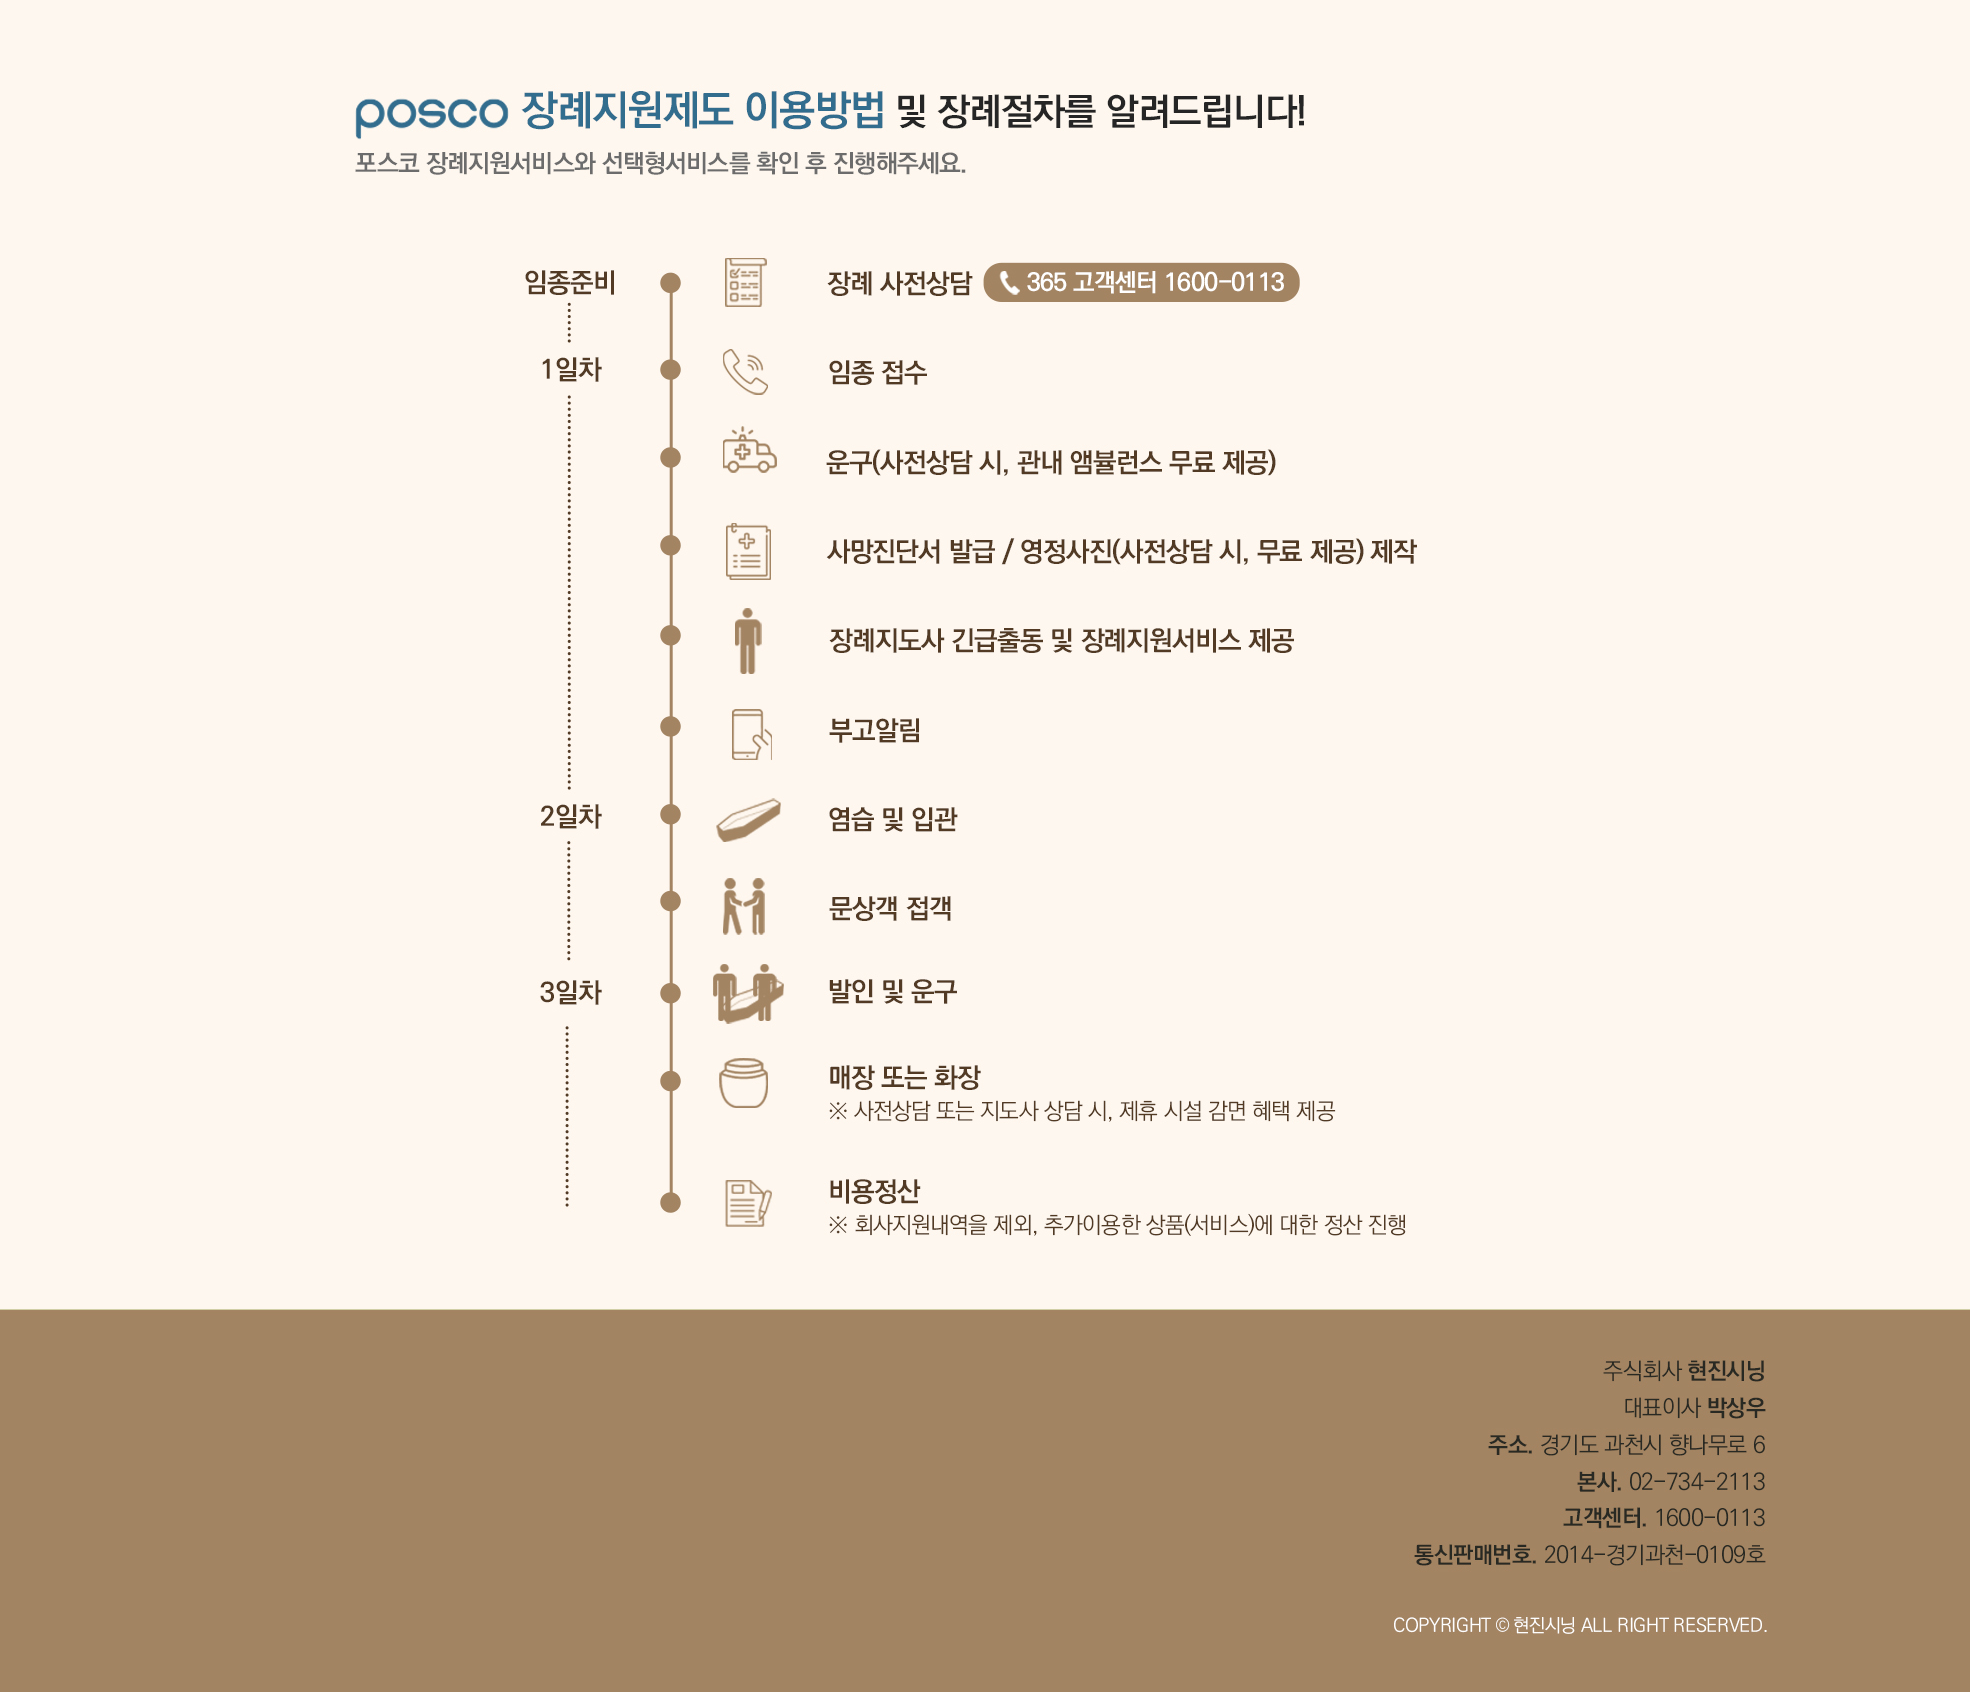 posco 장례지원제도 이용방법 및 장례절차를 알려드립니다!
포스코 장례지원서비스와 선택형서비스를 확인 후 진행해주세요.
임종준비
장례 사전상담 365 고객센터 1600-0113
1일차
임종 접수
운구(사전상담 시, 관내 앰뷸런스 무료 제공)
사망진단서 발급 / 영정사진(사전상담 시, 무료 제공) 제작
장례지도사 긴급출동 및 장례지원서비스 제공
부고알림
2일차
염습 및 입관
문상객 접객
3일차
발인 및 운구
매장 또는 화장
※ 사전상담 또는 지도사 상담 시, 제휴 시설 감면 혜택 제공
비용정산
※ 회사지원내역을 제외, 추가이용한 상품(서비스)에 대한 정산 진행
주식회사 현진시닝
대표이사 박상우
주소. 경기도 과천시 향나무로 6
본사. 02-734-2113
고객센터. 1600-0113
통신판매번호. 2014-경기과천-0109호
COPYRIGHT © 현진시닝 ALL RIGHT RESERVED.